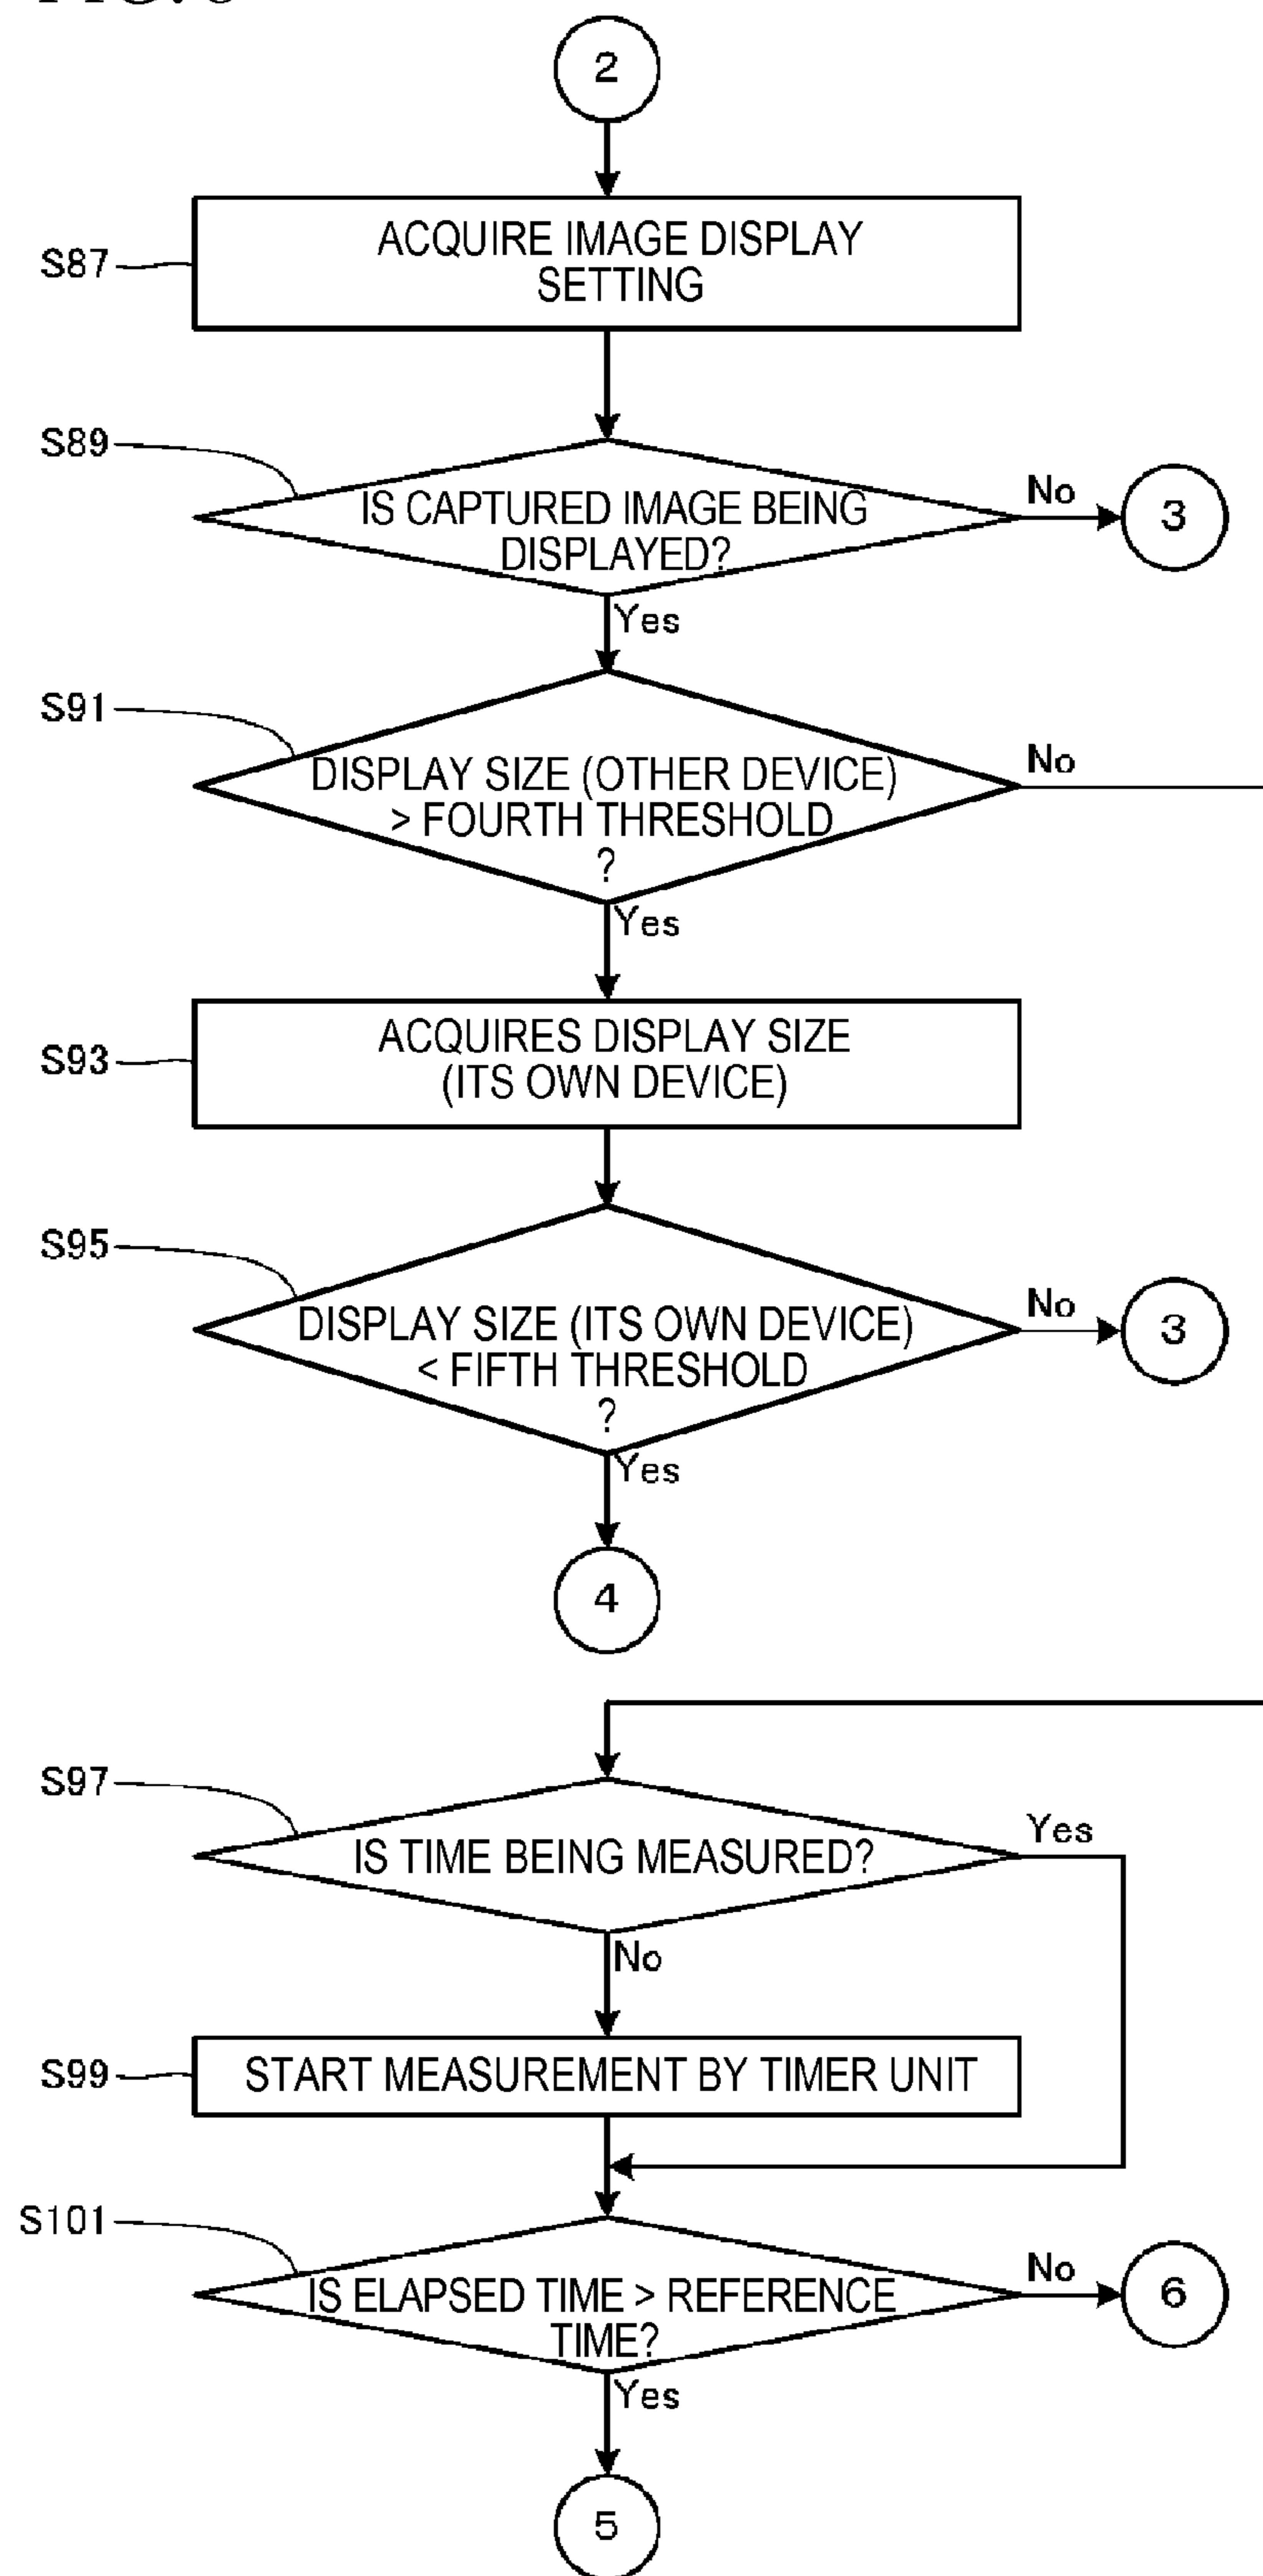 2
S87
ACQUIRE IMAGE DISPLAY
SETTING
S89
IS CAPTURED IMAGE BEING
DISPLAYED?
No
3
Yes
S91
DISPLAY SIZE (OTHER DEVICE)
> FOURTH THRESHOLD
?
No
Yes
S93
ACQUIRES DISPLAY SIZE
(ITS OWN DEVICE)
S95
DISPLAY SIZE (ITS OWN DEVICE)
< FIFTH THRESHOLD
?
No
3
Yes
4
S97
IS TIME BEING MEASURED?
Yes
No
S99
START MEASUREMENT BY TIMER UNIT
S101
IS ELAPSED TIME > REFERENCE
TIME?
No
6
Yes
5